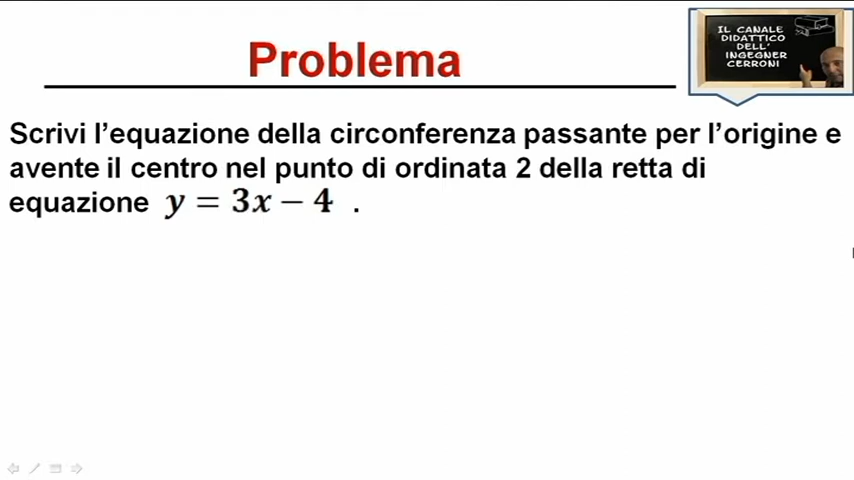 Problema
IL CANALE
DIDATTICO
DELL'
INGEGNER
CERRONI
Scrivi l’equazione della circonferenza passante per l’origine e
avente il centro nel punto di ordinata 2 della retta di
equazione y = 3x − 4 .